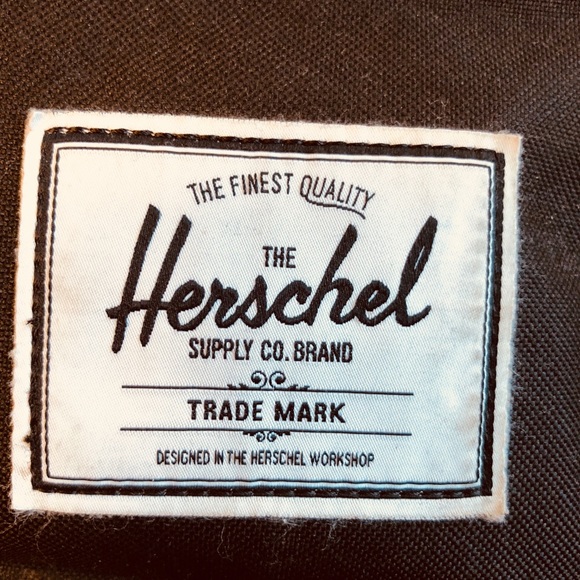 THE FINEST QUALITY
THE
Herschel
SUPPLY CO. BRAND
TRADE MARK
DESIGNED IN THE HERSCHEL WORKSHOP